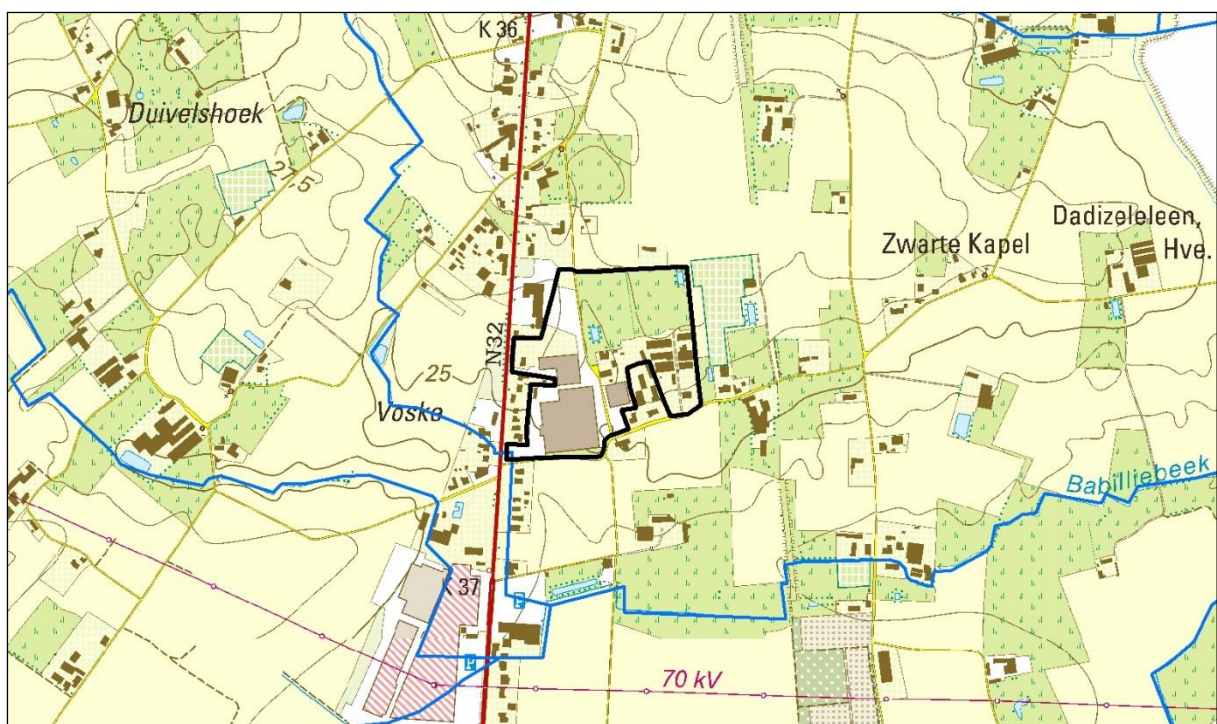 K 36
Duivelshoek
27,5
Dadizeleleen,
Hve.
Zwarte Kapel
N32
25
Voske
Babilliebeek
K 37
P
P
70 kV